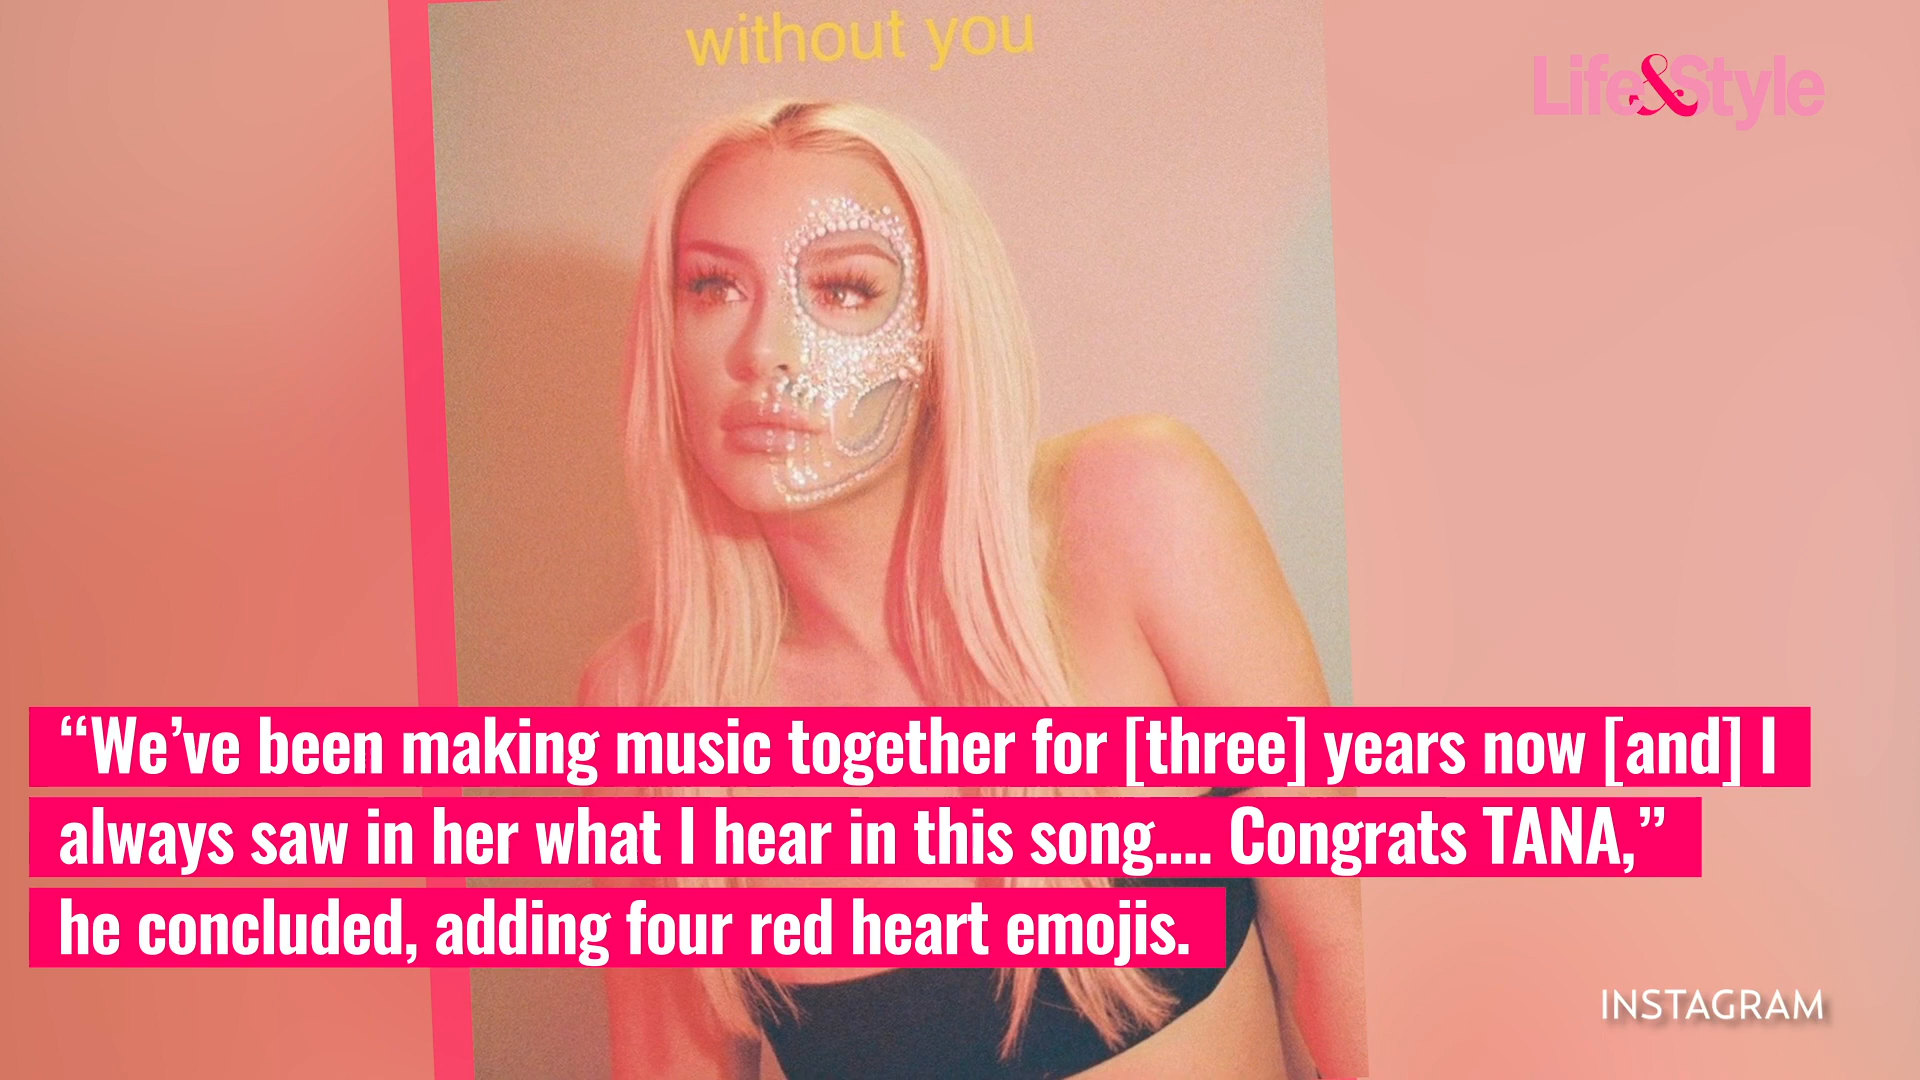 without you
Life&Style
“We’ve been making music together for [three] years now [and] I
always saw in her what I hear in this song.... Congrats TANA,”
he concluded, adding four red heart emojis.
INSTAGRAM